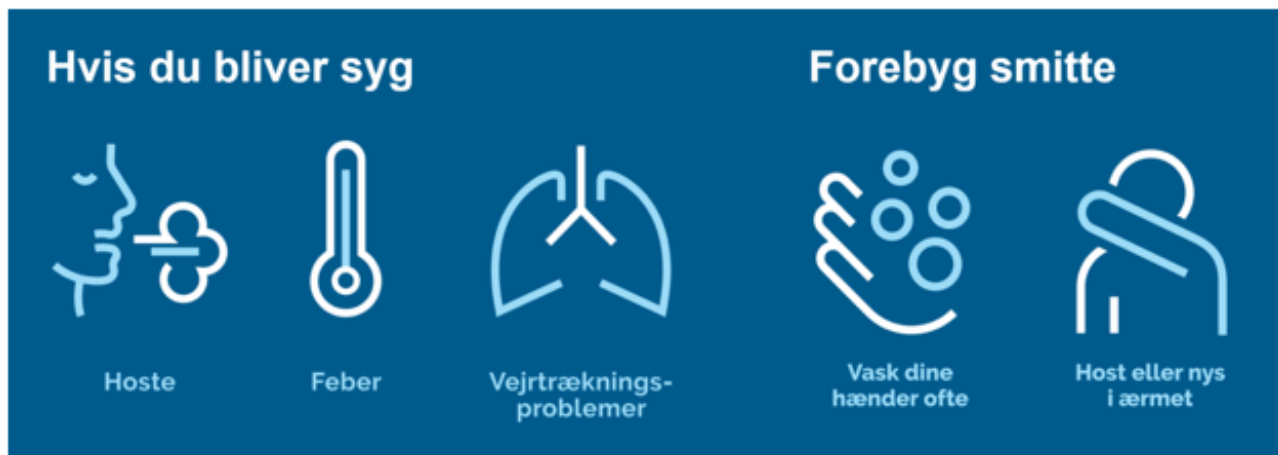 Hvis du bliver syg
Forebyg smitte
Hoste
Feber
Vejrtræknings-
problemer
Vask dine
hænder ofte
Host eller nys
i ærmet